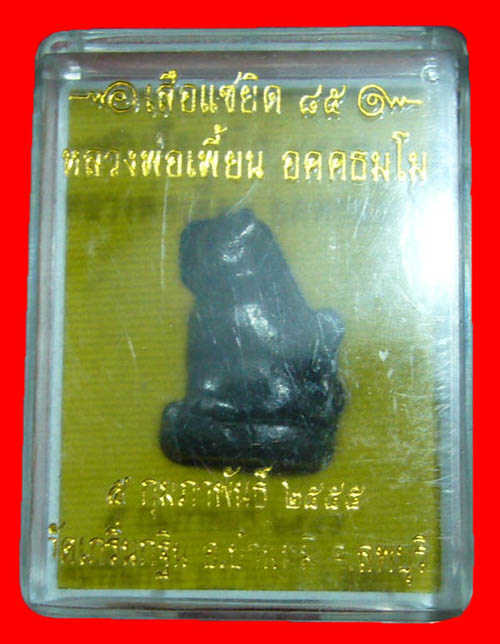 เสือแซยิด ๘๕
หลวงพ่อเพี้ยน อคฺคธมฺโม
๕ กุมภาพันธ์ ๒๕๕๕
วัดเกริ่นกฐิน อ.บ้านหมี่ จ.ลพบุรี